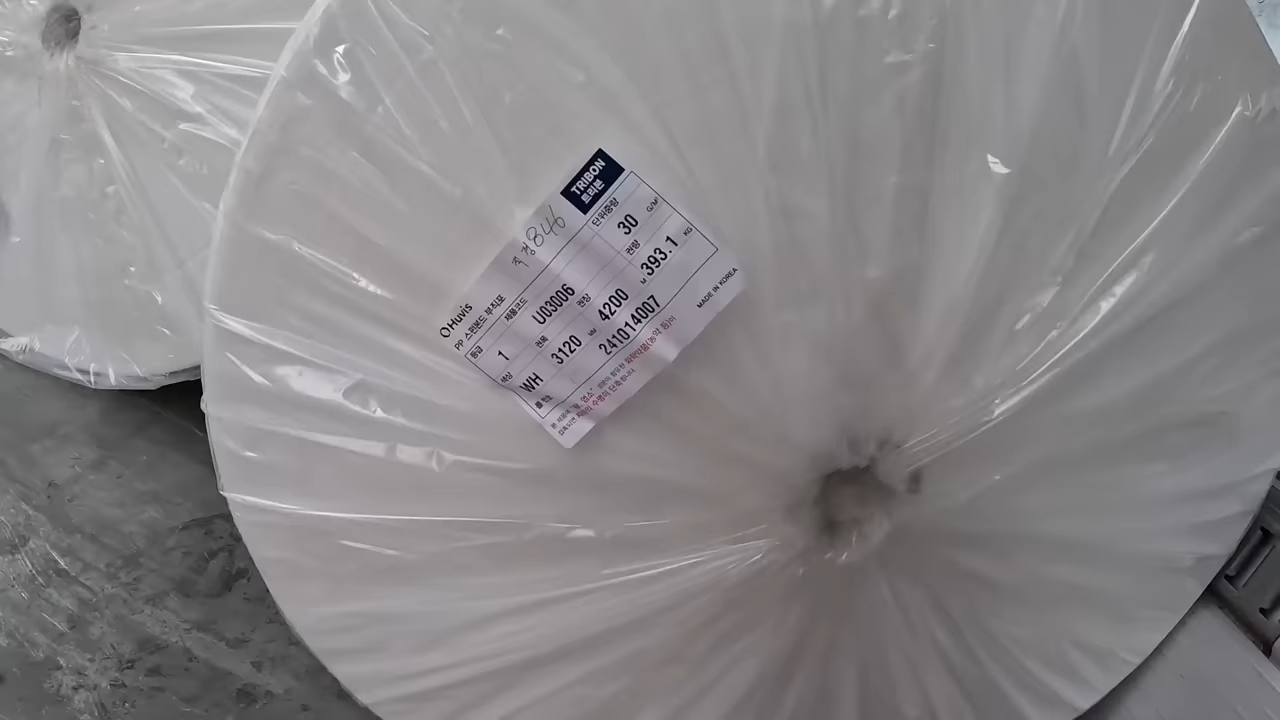 Huvis
TRIBON
트리본
846
PP 스펀본드 부직포
등급
제품코드
단위중량
1
U03006
30 G/M²
색상
권폭
권장
권량
WH
3120 MM
4200 M
393.1 KG
241014007
MADE IN KOREA